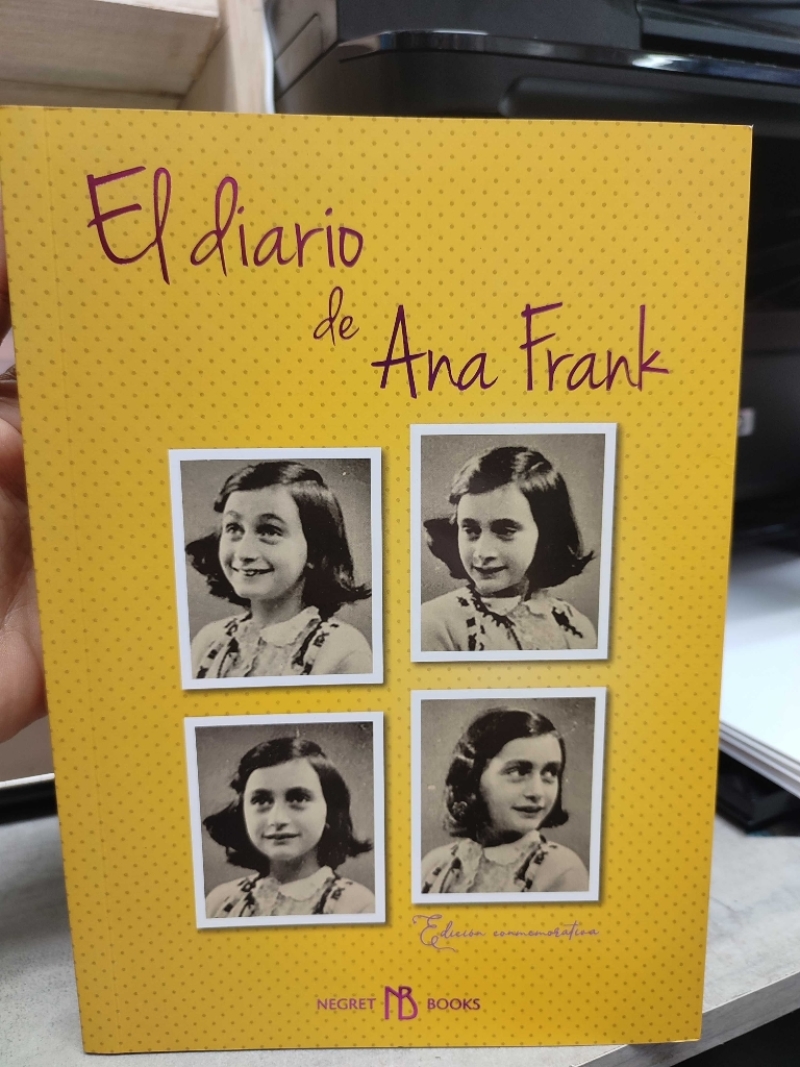 El diario
de
Ana Frank
Edición conmemorativa
NEGRET NB BOOKS